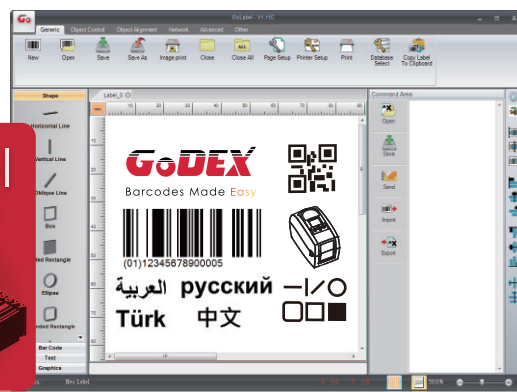 GoLabel - V1.11C
Generic Object Control Object Alignment Network Advanced Other
New Open Save Save As Image print Close Close All Page Setup Printer Setup Print Database Select Copy Label To Clipboard
Shape
Label_0
Command Area
Horizontal Line
Vertical Line
Oblique Line
Box
Rectangle
Ellipse
Rectangle
Bar Code
Text
Graphics
GoDEX
Barcodes Made Easy
(01)12345678900005
العربية русский
Türk 中文
Open
Save
Send
Import
Export
New Label